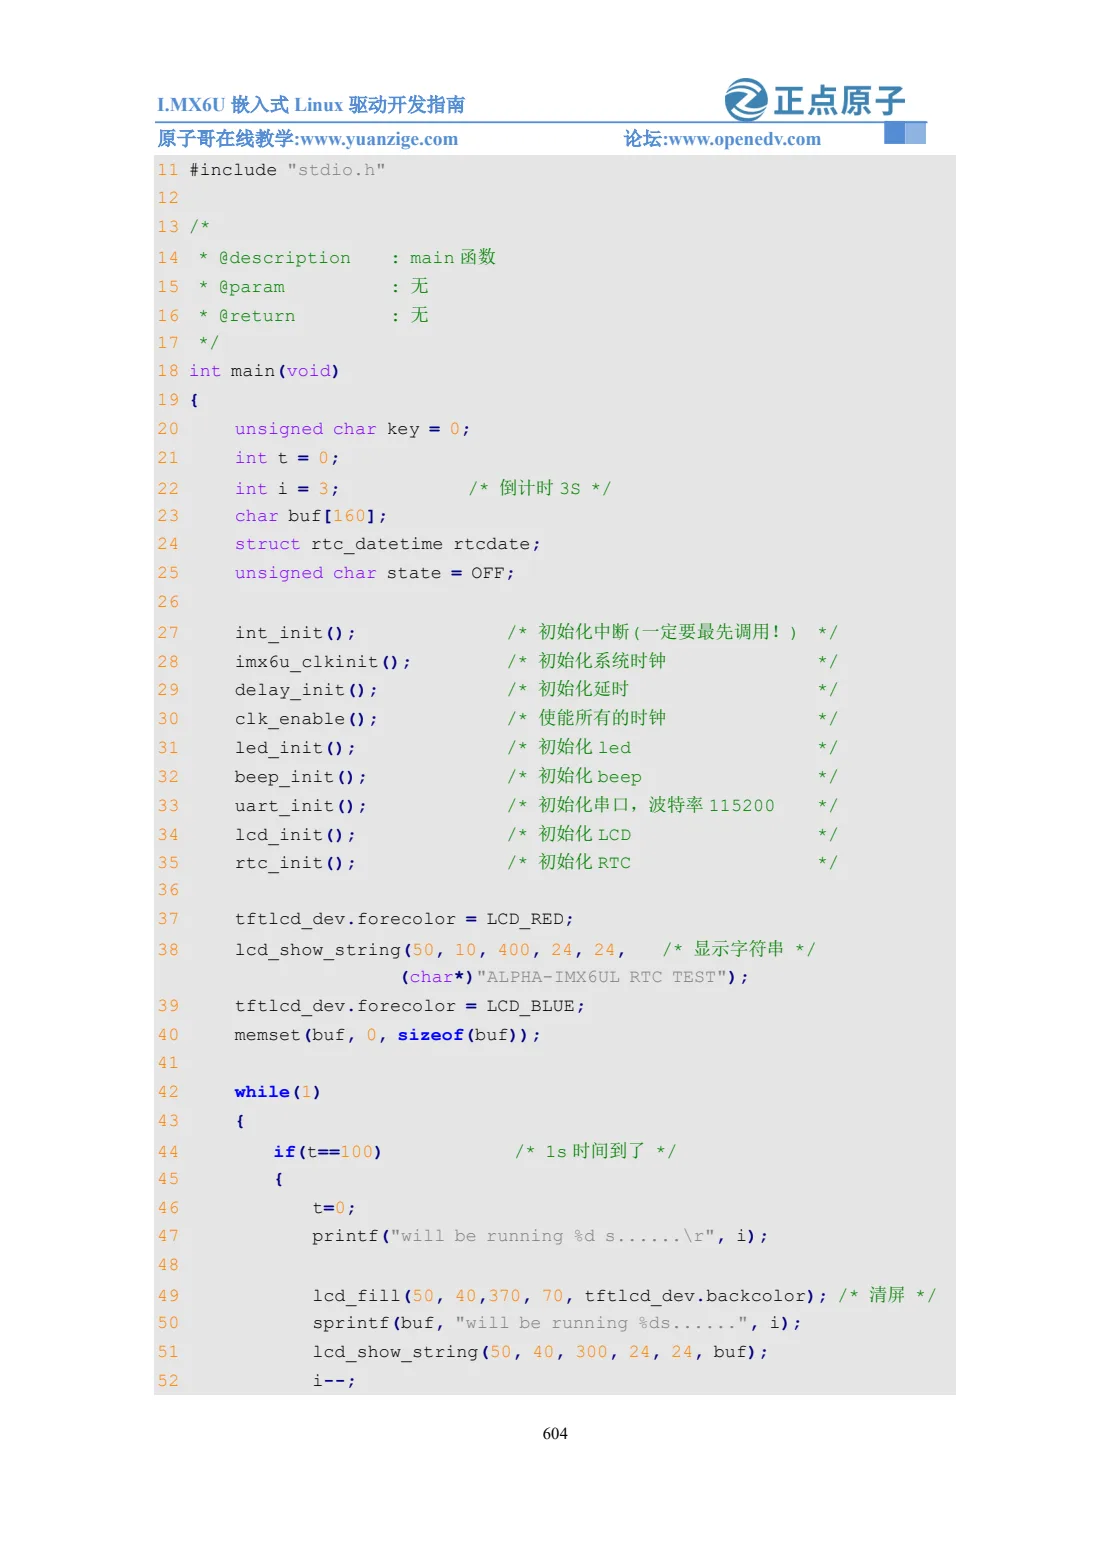 I.MX6U 嵌入式 Linux 驱动开发指南
正点原子
原子哥在线教学:www.yuanzige.com 论坛:www.openedv.com
11 #include "stdio.h"
12
13 /*
14  * @description    : main 函数
15  * @param          : 无
16  * @return         : 无
17  */
18 int main(void)
19 {
20     unsigned char key = 0;
21     int t = 0;
22     int i = 3;            /* 倒计时 3S */
23     char buf[160];
24     struct rtc_datetime rtcdate;
25     unsigned char state = OFF;
26
27     int_init();               /* 初始化中断(一定要最先调用！)  */
28     imx6u_clkinit();          /* 初始化系统时钟               */
29     delay_init();             /* 初始化延时                  */
30     clk_enable();             /* 使能所有的时钟               */
31     led_init();               /* 初始化 led                 */
32     beep_init();              /* 初始化 beep                */
33     uart_init();              /* 初始化串口，波特率 115200    */
34     lcd_init();               /* 初始化 LCD                 */
35     rtc_init();               /* 初始化 RTC                 */
36
37     tftlcd_dev.forecolor = LCD_RED;
38     lcd_show_string(50, 10, 400, 24, 24,   /* 显示字符串 */
                      (char*)"ALPHA-IMX6UL RTC TEST");
39     tftlcd_dev.forecolor = LCD_BLUE;
40     memset(buf, 0, sizeof(buf));
41
42     while(1)
43     {
44         if(t==100)            /* 1s 时间到了 */
45         {
46             t=0;
47             printf("will be running %d s......\r", i);
48
49             lcd_fill(50, 40,370, 70, tftlcd_dev.backcolor); /* 清屏 */
50             sprintf(buf, "will be running %ds......", i);
51             lcd_show_string(50, 40, 300, 24, 24, buf);
52             i--;
604